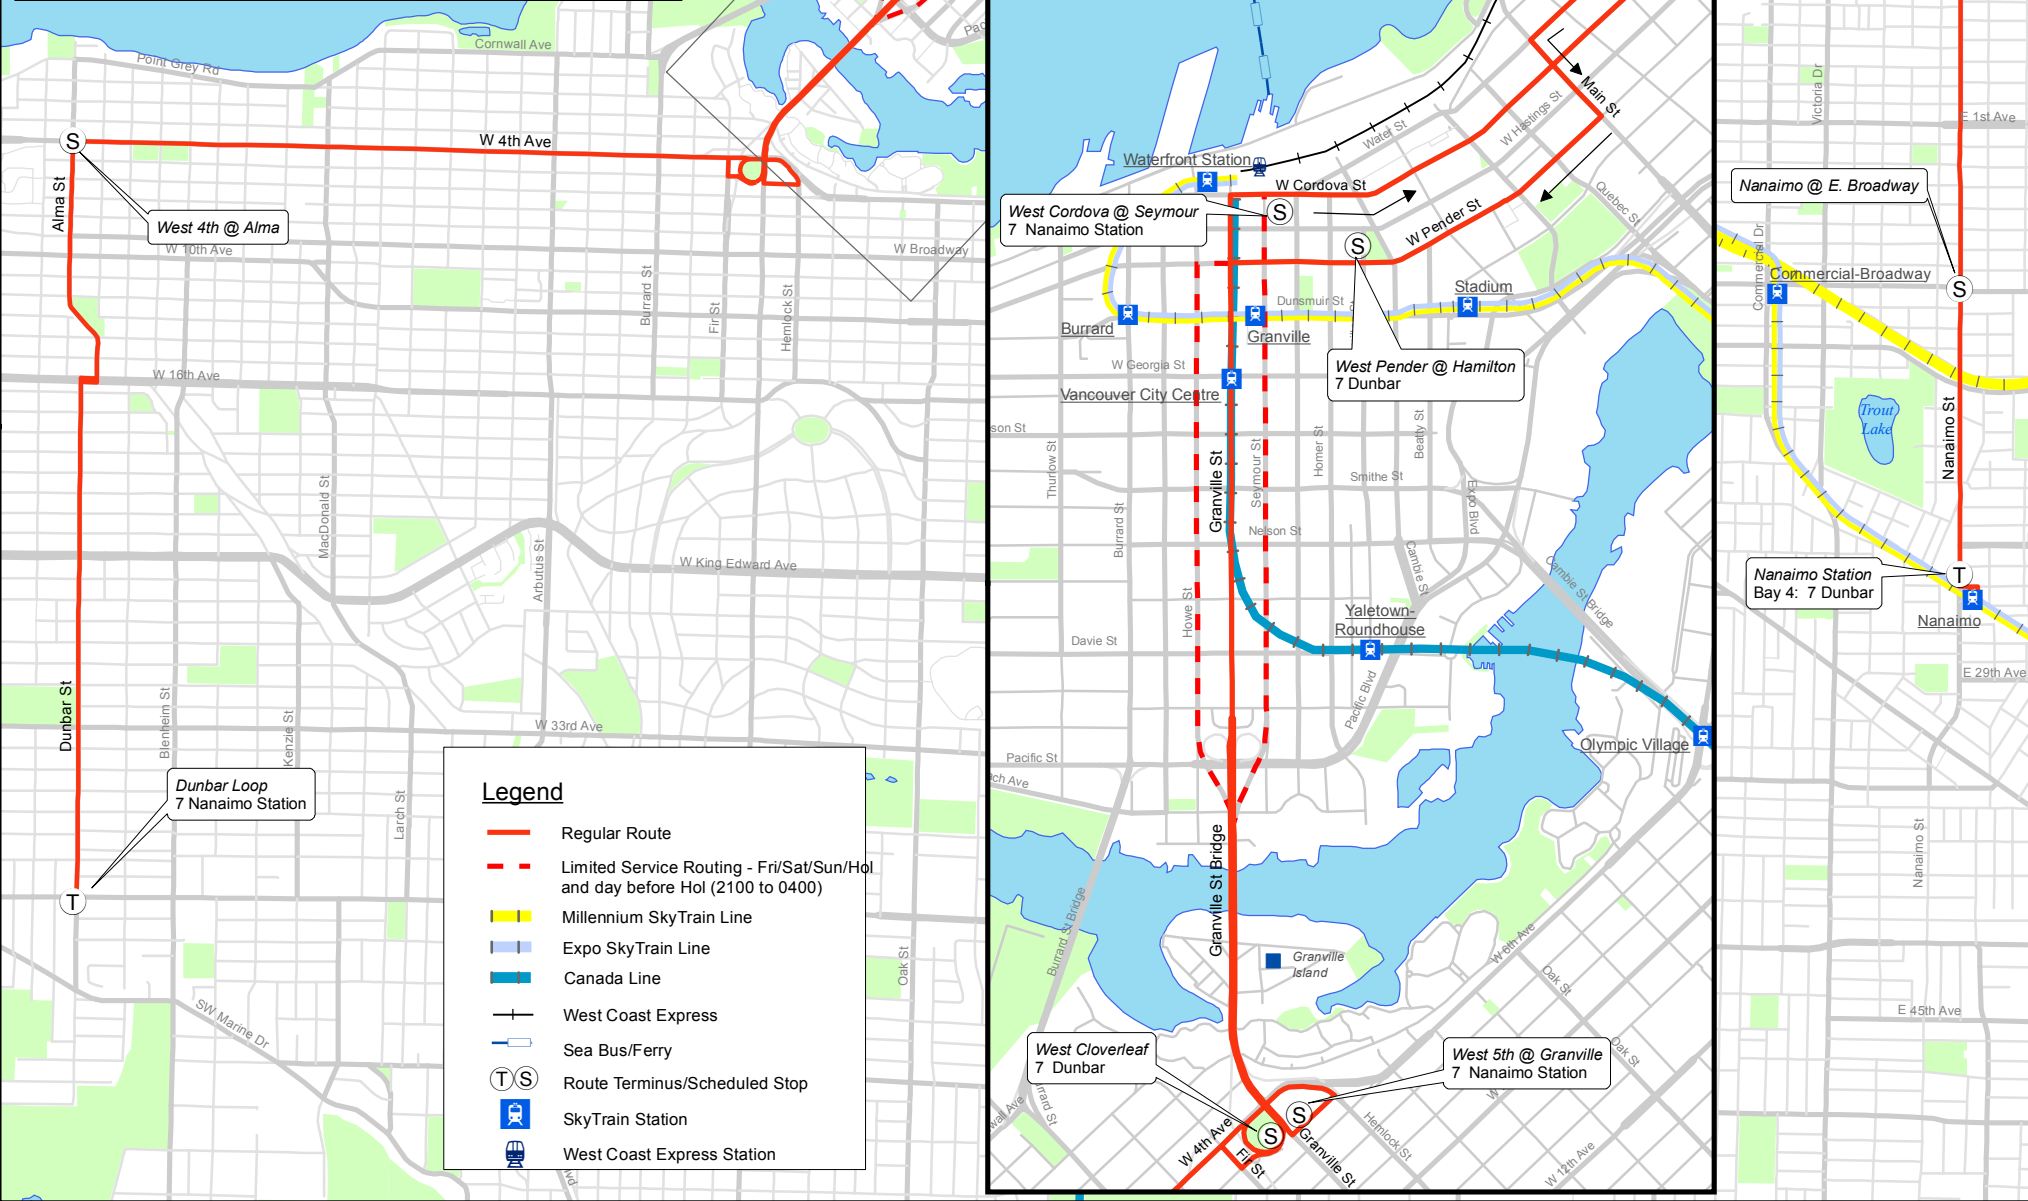 Cornwall Ave
Point Grey Rd
W 4th Ave
Alma St
West 4th @ Alma
W 10th Ave
W Broadway
Burrard St
Fir St
Hemlock St
W 16th Ave
MacDonald St
Arbutus St
W King Edward Ave
Dunbar St
Blenheim St
Kenzie St
W 33rd Ave
Larch St
Oak St
SW Marine Dr
Dunbar Loop
7 Nanaimo Station
T
S
Legend
Regular Route
Limited Service Routing - Fri/Sat/Sun/Hol
and day before Hol (2100 to 0400)
Millennium SkyTrain Line
Expo SkyTrain Line
Canada Line
West Coast Express
Sea Bus/Ferry
T S
Route Terminus/Scheduled Stop
SkyTrain Station
West Coast Express Station
Main St
W Hastings St
Water St
Quebec St
Waterfront Station
W Cordova St
West Cordova @ Seymour
7 Nanaimo Station
S
W Pender St
S
Stadium
Dunsmuir St
Burrard
Granville
W Georgia St
West Pender @ Hamilton
7 Dunbar
Vancouver City Centre
son St
Thurlow St
Burrard St
Granville St
Seymour St
Homer St
Beatty St
Smithe St
Expo Blvd
Nelson St
Cambie St
Cambie St Bridge
Howe St
Yaletown-
Roundhouse
Davie St
Pacific Blvd
Olympic Village
Pacific St
ach Ave
Granville St Bridge
Burrard St Bridge
Granville
Island
W 6th Ave
Oak St
Oak St
West Cloverleaf
7 Dunbar
West 5th @ Granville
7 Nanaimo Station
S
S
W 4th Ave
Fir St
Granville St
Hemlock St
W 12th Ave
Victoria Dr
E 1st Ave
Nanaimo @ E. Broadway
Commercial Dr
Commercial-Broadway
S
Trout
Lake
Nanaimo St
T
Nanaimo Station
Bay 4: 7 Dunbar
Nanaimo
E 29th Ave
Nanaimo St
E 45th Ave